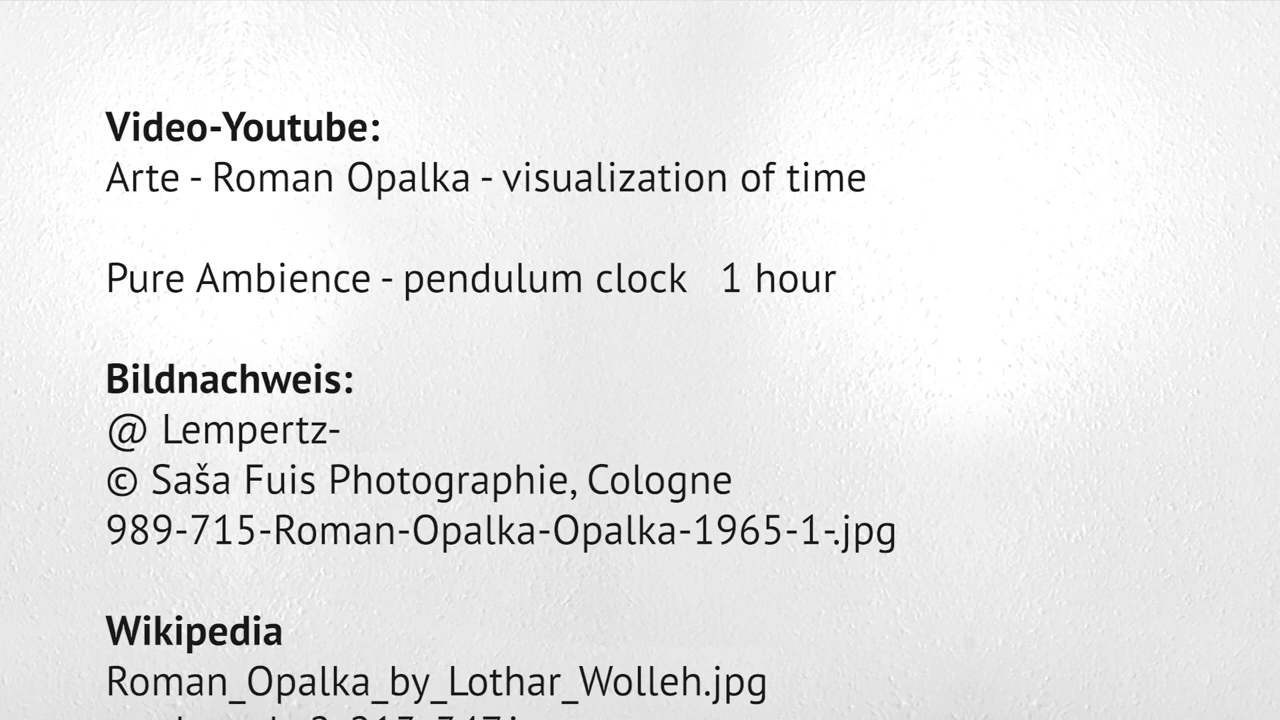 Video-Youtube:
Arte - Roman Opalka - visualization of time
Pure Ambience - pendulum clock 1 hour
Bildnachweis:
@ Lempertz-
© Saša Fuis Photographie, Cologne
989-715-Roman-Opalka-Opalka-1965-1-.jpg
Wikipedia
Roman_Opalka_by_Lothar_Wolleh.jpg